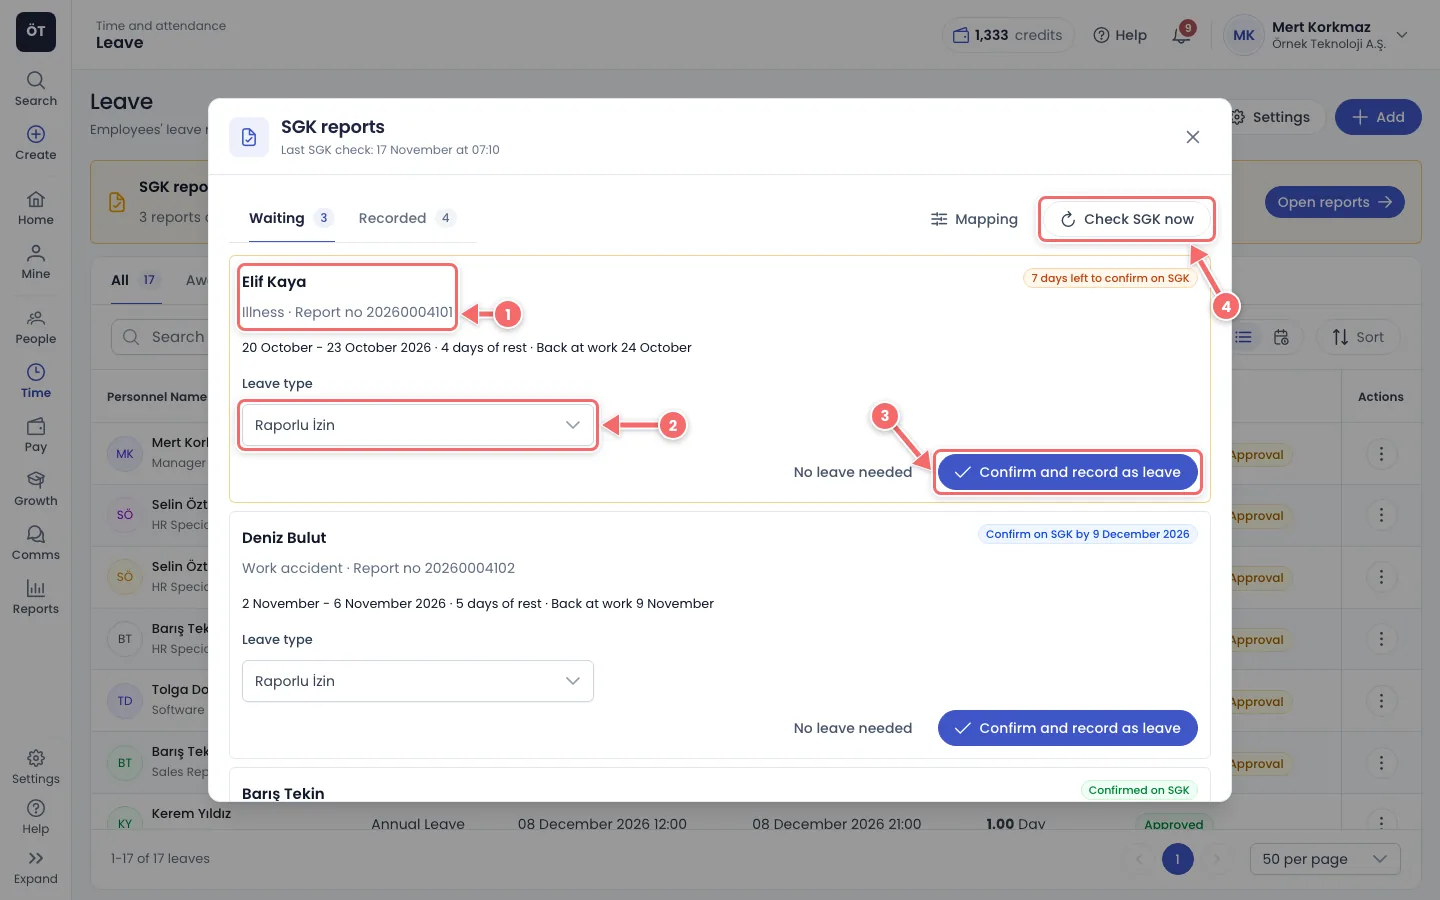 ÖT
Time and attendance
Leave
1,333 credits
Help
9
MK
Mert Korkmaz
Örnek Teknoloji A.Ş.
Search
Create
Home
Mine
People
Time
Pay
Growth
Comms
Reports
Settings
Help
Expand
Leave
Employees' leave
Settings
Add
SGK repo
3 reports
Open reports
All 17
Search
Sort
Personnel Name
Actions
MK
Mert Kor
Manager
Approval
SÖ
Selin Özt
HR Spec
Approval
SÖ
Selin Özt
HR Spec
Approval
BT
Barış Tek
HR Spec
Approval
TD
Tolga Do
Software
Approval
BT
Barış Tek
Sales Rep
Approval
KY
Kerem Yıldız
Annual Leave
08 December 2026 12:00
08 December 2026 21:00
1.00 Day
Approved
1-17 of 17 leaves
1
50 per page
SGK reports
Last SGK check: 17 November at 07:10
Waiting 3
Recorded 4
Mapping
Check SGK now
4
Elif Kaya
7 days left to confirm on SGK
Illness · Report no 20260004101
1
20 October - 23 October 2026 · 4 days of rest · Back at work 24 October
Leave type
Raporlu İzin
2
3
No leave needed
Confirm and record as leave
Deniz Bulut
Confirm on SGK by 9 December 2026
Work accident · Report no 20260004102
2 November - 6 November 2026 · 5 days of rest · Back at work 9 November
Leave type
Raporlu İzin
No leave needed
Confirm and record as leave
Barış Tekin
Confirmed on SGK